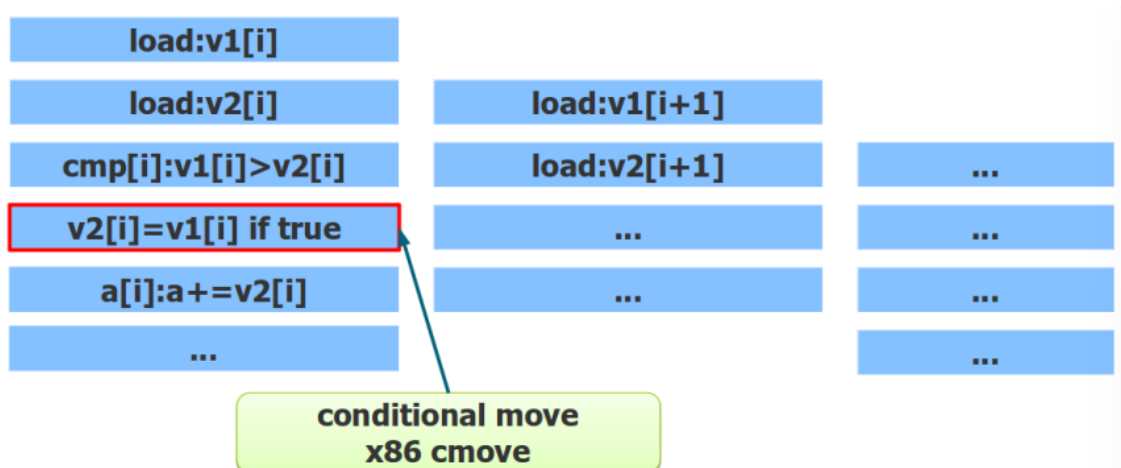 load:v1[i]
load:v2[i] load:v1[i+1]
cmp[i]:v1[i]>v2[i] load:v2[i+1] ...
v2[i]=v1[i] if true ... ...
a[i]:a+=v2[i] ... ...
... ...
conditional move
x86 cmove